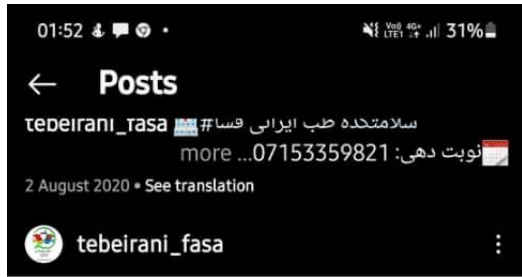 01:52 31%
Posts
tebeirani_fasa #سلامتکده طب ایرانی فسا
نوبت دهی: 07153359821... more
2 August 2020 • See translation
tebeirani_fasa